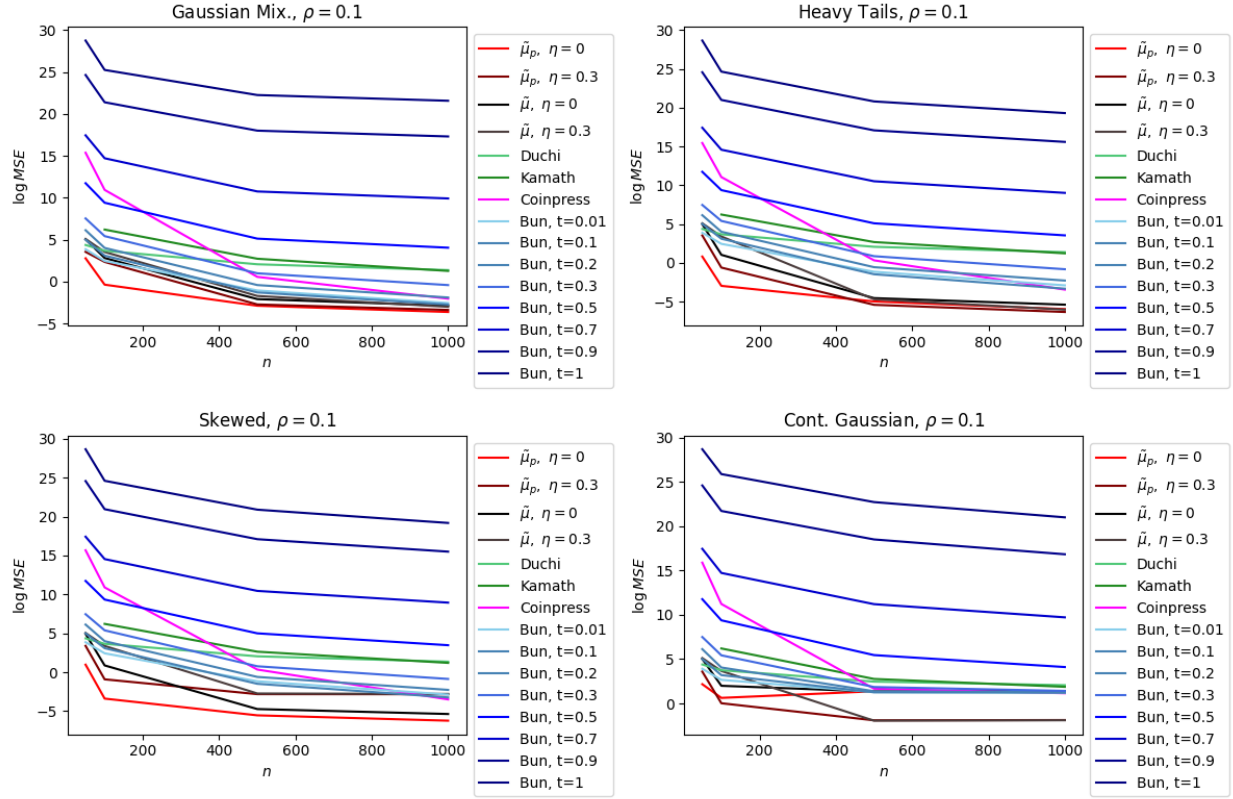 Gaussian Mix., ρ = 0.1
log MSE
30
25
20
15
10
5
0
−5
200
400
600
800
1000
n
μ̃ₚ, η = 0
μ̃ₚ, η = 0.3
μ̃, η = 0
μ̃, η = 0.3
Duchi
Kamath
Coinpress
Bun, t=0.01
Bun, t=0.1
Bun, t=0.2
Bun, t=0.3
Bun, t=0.5
Bun, t=0.7
Bun, t=0.9
Bun, t=1
Heavy Tails, ρ = 0.1
log MSE
30
25
20
15
10
5
0
−5
200
400
600
800
1000
n
μ̃ₚ, η = 0
μ̃ₚ, η = 0.3
μ̃, η = 0
μ̃, η = 0.3
Duchi
Kamath
Coinpress
Bun, t=0.01
Bun, t=0.1
Bun, t=0.2
Bun, t=0.3
Bun, t=0.5
Bun, t=0.7
Bun, t=0.9
Bun, t=1
Skewed, ρ = 0.1
log MSE
30
25
20
15
10
5
0
−5
200
400
600
800
1000
n
μ̃ₚ, η = 0
μ̃ₚ, η = 0.3
μ̃, η = 0
μ̃, η = 0.3
Duchi
Kamath
Coinpress
Bun, t=0.01
Bun, t=0.1
Bun, t=0.2
Bun, t=0.3
Bun, t=0.5
Bun, t=0.7
Bun, t=0.9
Bun, t=1
Cont. Gaussian, ρ = 0.1
log MSE
30
25
20
15
10
5
0
200
400
600
800
1000
n
μ̃ₚ, η = 0
μ̃ₚ, η = 0.3
μ̃, η = 0
μ̃, η = 0.3
Duchi
Kamath
Coinpress
Bun, t=0.01
Bun, t=0.1
Bun, t=0.2
Bun, t=0.3
Bun, t=0.5
Bun, t=0.7
Bun, t=0.9
Bun, t=1